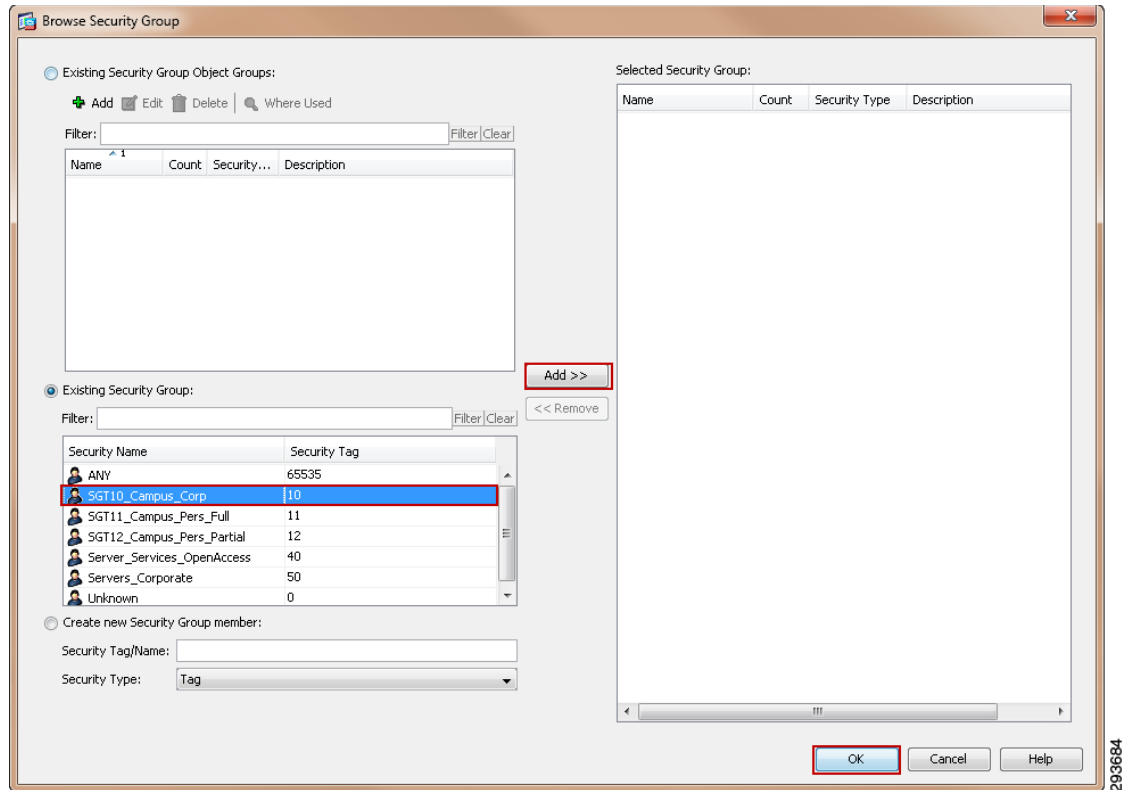 Browse Security Group
Existing Security Group Object Groups:
Add Edit Delete Where Used
Filter: Filter Clear
Name 1 Count Security... Description
Existing Security Group:
Filter: Filter Clear
Security Name Security Tag
ANY 65535
SGT10_Campus_Corp 10
SGT11_Campus_Pers_Full 11
SGT12_Campus_Pers_Partial 12
Server_Services_OpenAccess 40
Servers_Corporate 50
Unknown 0
Create new Security Group member:
Security Tag/Name:
Security Type: Tag
Add >>
<< Remove
Selected Security Group:
Name Count Security Type Description
OK Cancel Help
293684